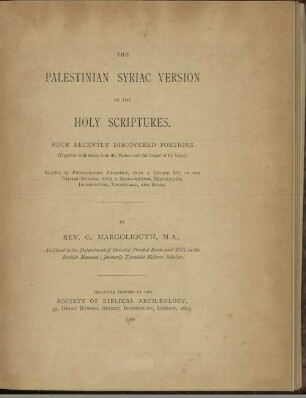 THE
PALESTINIAN SYRIAC VERSION
OF THE
HOLY SCRIPTURES.
FOUR RECENTLY DISCOVERED PORTIONS
(Together with verses from the Psalms and the Gospel of St. Luke).
EDITED, IN PHOTOGRAPHIC FACSIMILE, FROM A UNIQUE MS. IN THE
BRITISH MUSEUM, WITH A TRANSCRIPTION, TRANSLATION,
INTRODUCTION, VOCABULARY, AND NOTES,
BY
REV. G. MARGOLIOUTH, M.A.,
Assistant in the Department of Oriental Printed Books and MSS. in the
British Museum; formerly Tyrwhitt Hebrew Scholar.
PRIVATELY PRINTED BY THE
SOCIETY OF BIBLICAL ARCHÆOLOGY,
37, GREAT RUSSELL STREET, BLOOMSBURY, LONDON, 1897.